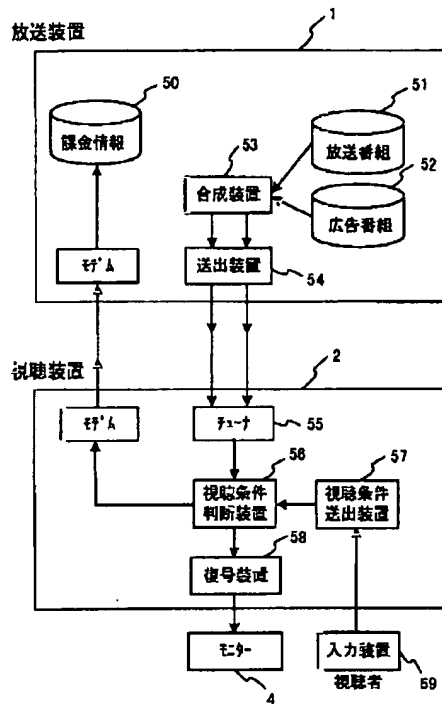 放送装置
1
50
課金情報
51
放送番組
52
広告番組
53
合成装置
モデム
送出装置
54
視聴装置
2
モデム
チューナ
55
56
視聴条件
判断装置
57
視聴条件
送出装置
58
復号装置
モニター
4
入力装置
視聴者
59